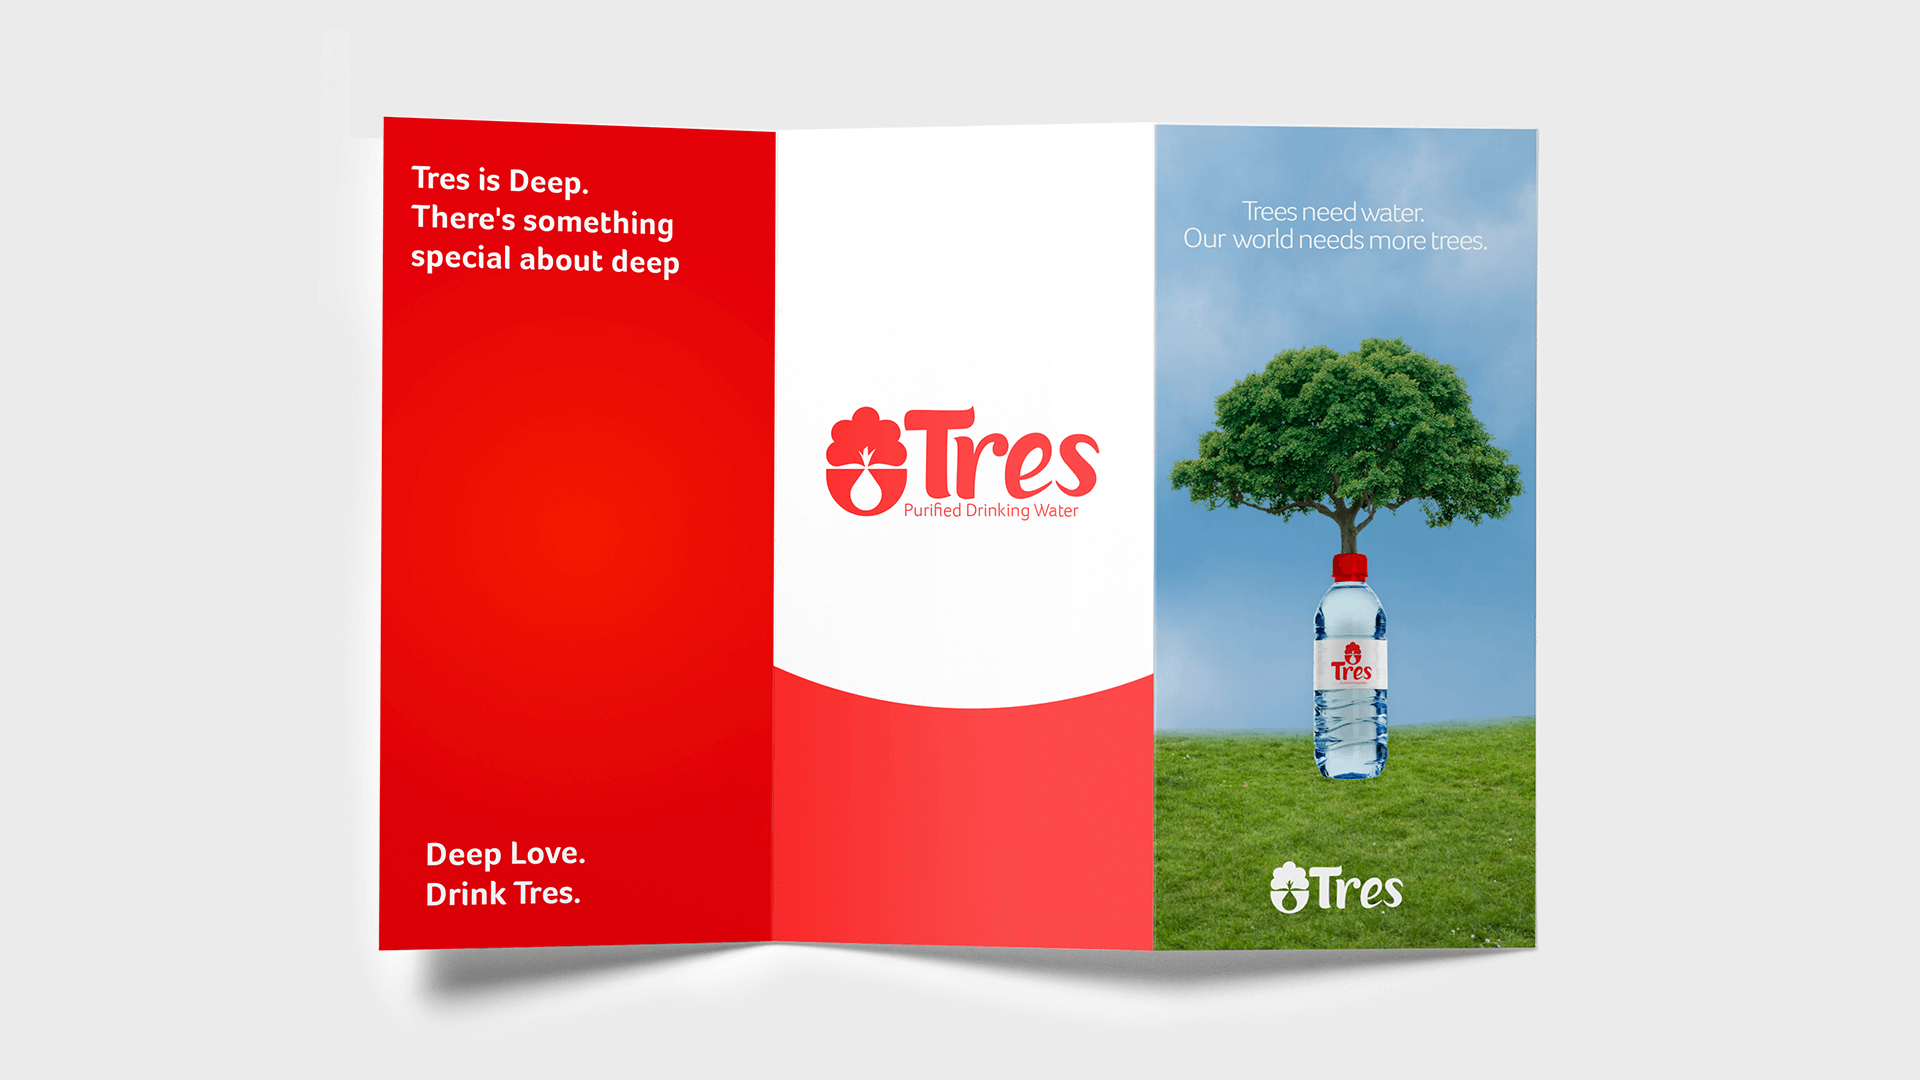 Tres is Deep.
There's something
special about deep
Deep Love.
Drink Tres.
Tres
Purified Drinking Water
Trees need water.
Our world needs more trees.
Tres
Tres